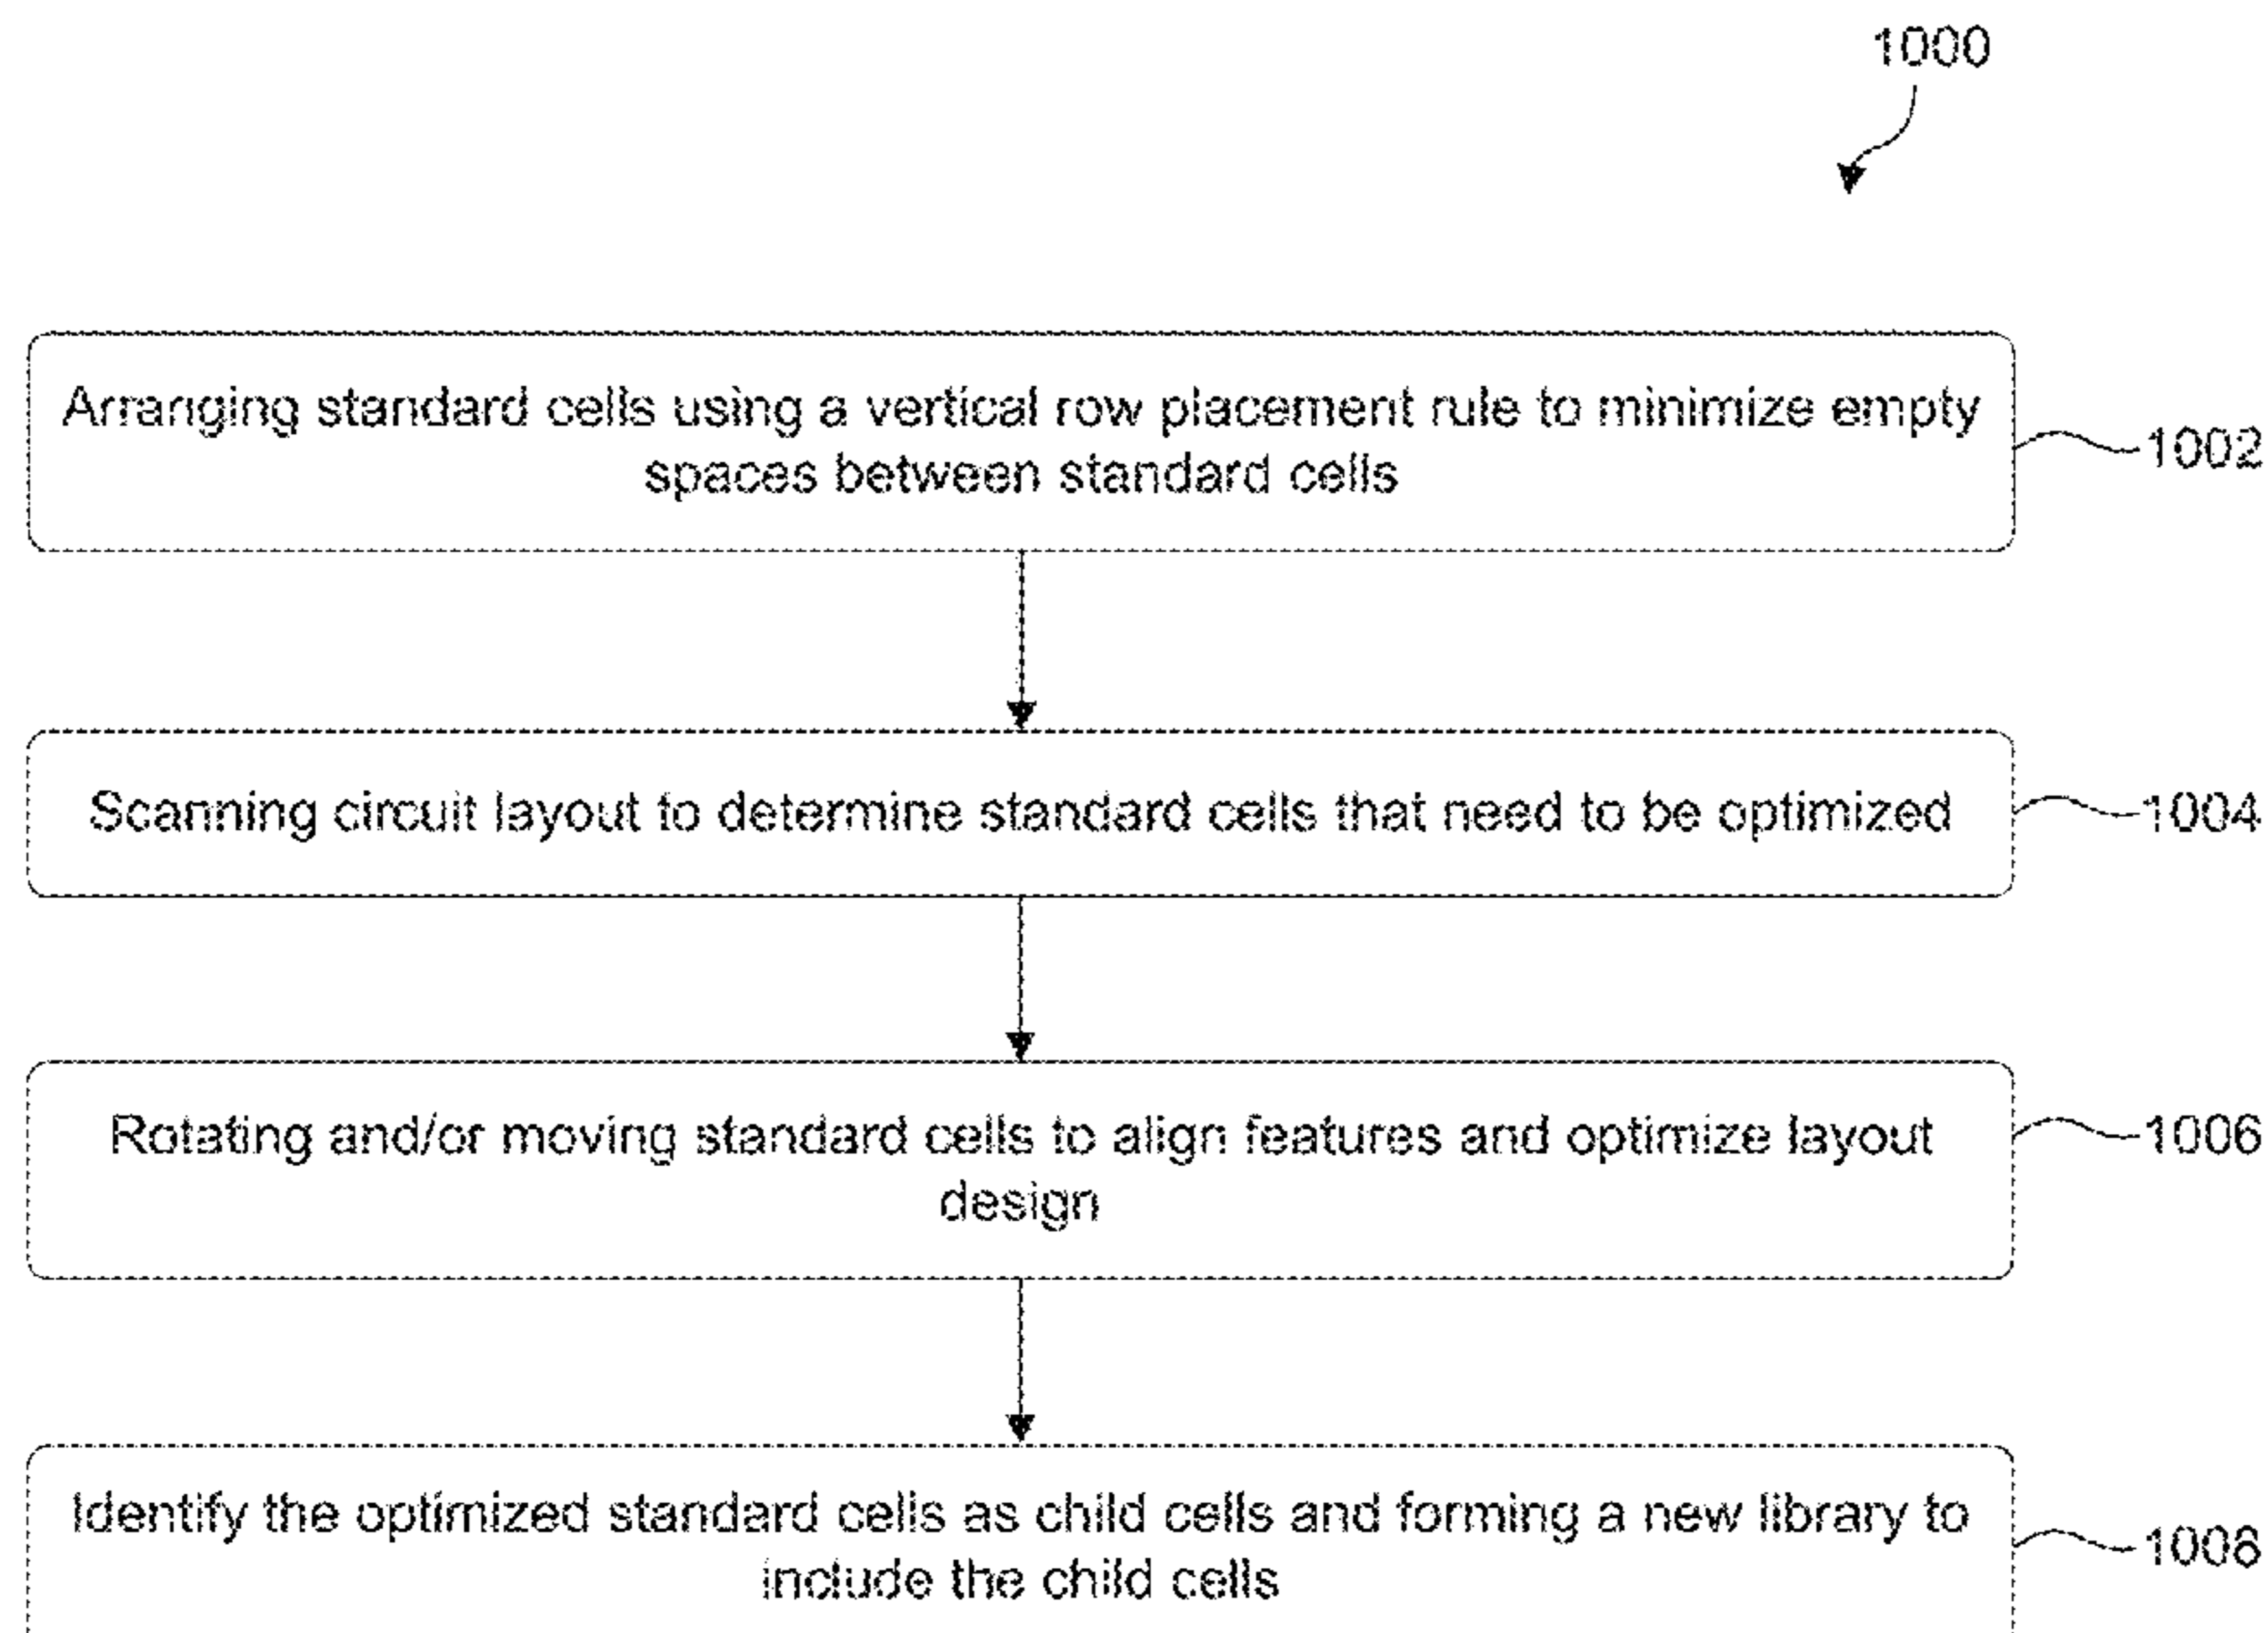 1000
Arranging standard cells using a vertical row placement rule to minimize empty
spaces between standard cells
1002
Scanning circuit layout to determine standard cells that need to be optimized
1004
Rotating and/or moving standard cells to align features and optimize layout
design
1006
Identify the optimized standard cells as child cells and forming a new library to
include the child cells
1008